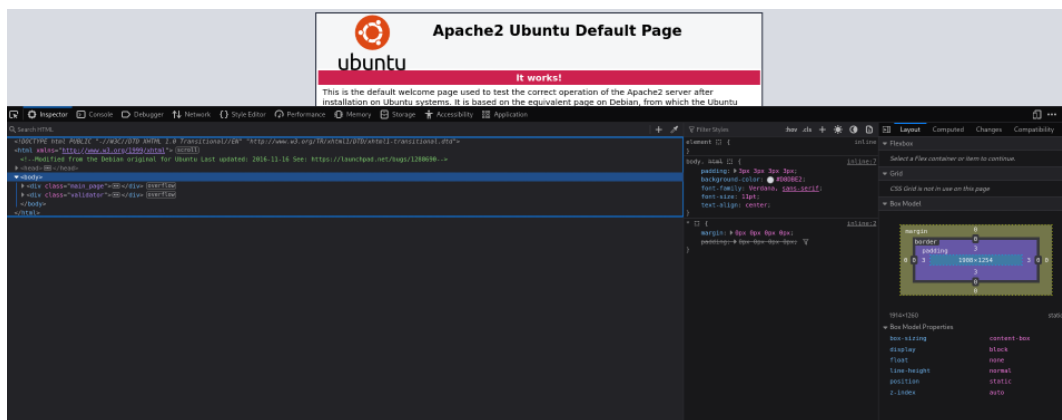 Apache2 Ubuntu Default Page
ubuntu
It works!
This is the default welcome page used to test the correct operation of the Apache2 server after
installation on Ubuntu systems. It is based on the equivalent page on Debian, from which the Ubuntu
Inspector Console Debugger Network Style Editor Performance Memory Storage Accessibility Application
Search HTML
<!DOCTYPE html PUBLIC "-//W3C//DTD XHTML 1.0 Transitional//EN" "http://www.w3.org/TR/xhtml1/DTD/xhtml1-transitional.dtd">
<html xmlns="http://www.w3.org/1999/xhtml"> scroll
<!--Modified from the Debian original for Ubuntu Last updated: 2016-11-16 See: https://launchpad.net/bugs/1288690-->
<head> </head>
<body>
<div class="main_page"> </div> overflow
<div class="validator"> </div> overflow
</body>
</html>
Filter Styles :hov .cls
element { inline
}
body, html { inline:7
padding: 3px 3px 3px 3px;
background-color: #D8DBE2;
font-family: Verdana, sans-serif;
font-size: 11pt;
text-align: center;
}
* { inline:2
margin: 0px 0px 0px 0px;
padding: 0px 0px 0px 0px;
}
Layout Computed Changes Compatibility
Flexbox
Select a Flex container or item to continue.
Grid
CSS Grid is not in use on this page
Box Model
margin 0
border 0
padding 3
0 0 3 1908×1254 3 0 0
3
0
0
1914×1260 static
Box Model Properties
box-sizing content-box
display block
float none
line-height normal
position static
z-index auto